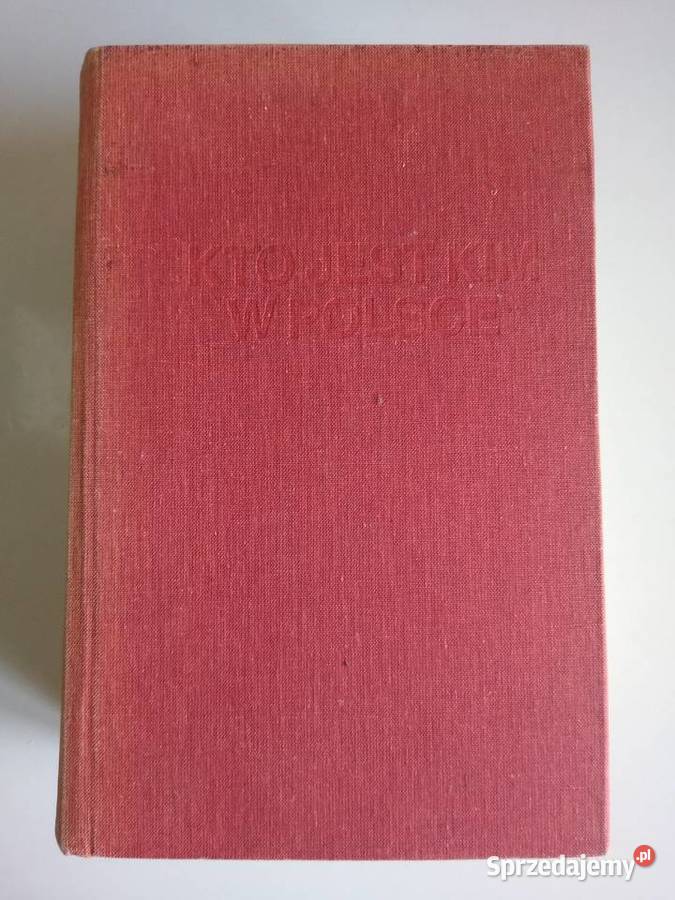 KTO JEST KIM
W POLSCE
Sprzedajemy.pl